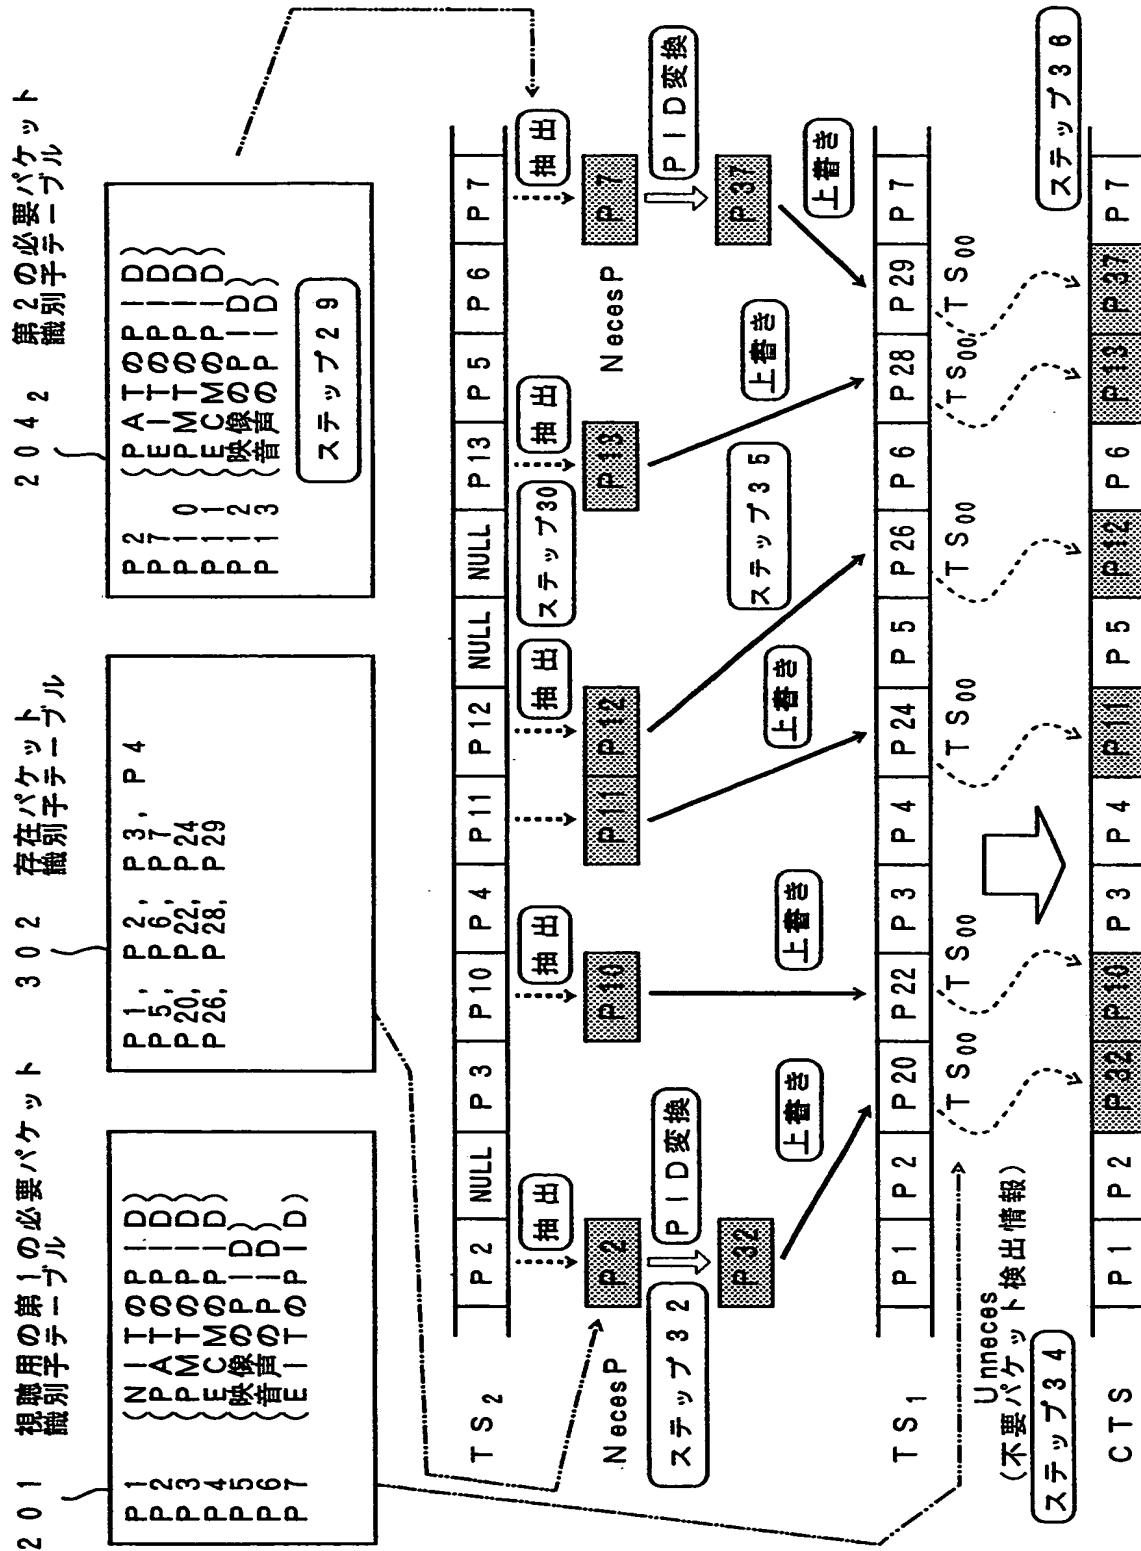 201 視聴用の第1の必要パケット
識別子テーブル
P1 (NITのPID)
P2 (PATのPID)
P3 (PMTのPID)
P4 (ECMのPID)
P5 (映像のPID)
P6 (音声のPID)
P7 (EITのPID)
302 存在パケット
識別子テーブル
P1, P2, P3, P4
P5, P6, P7
P20, P22, P24
P26, P28, P29
204₂ 第2の必要パケット
識別子テーブル
P2 (PATのPID)
P7 (EITのPID)
P10 (PMTのPID)
P11 (ECMのPID)
P12 (映像のPID)
P13 (音声のPID)
ステップ29
TS₂ P2 NULL P3 P10 P4 P11 P12 NULL NULL P13 P5 P6 P7
抽出 抽出 抽出 ステップ30 抽出 抽出
NecesP P2 P10 P11 P12 P13 NecesP P7
ステップ32 PID変換 PID変換
P32 P37
上書き 上書き 上書き ステップ35 上書き 上書き
TS₁ P1 P2 P20 P22 P3 P4 P24 P5 P26 P6 P28 P29 P7
Unneces
(不要パケット検出情報)
ステップ34
TS₀₀ TS₀₀ TS₀₀ TS₀₀ TS₀₀ TS₀₀
ステップ36
CTS P1 P2 P32 P10 P3 P4 P11 P5 P12 P6 P13 P37 P7